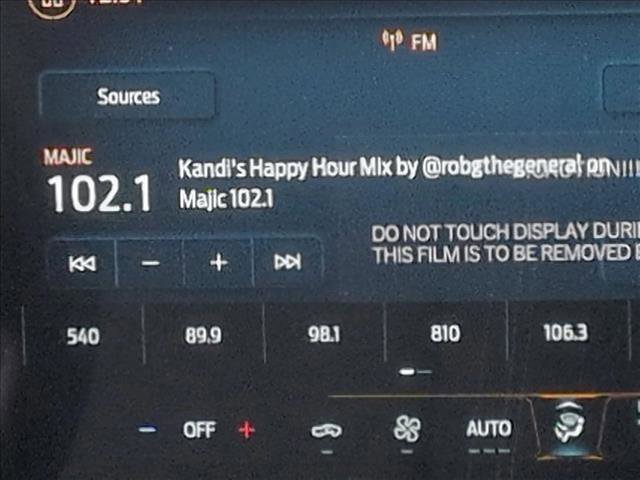 FM
Sources
MAJIC
102.1
Kandi's Happy Hour Mix by @robgthegeneral on
Majic 102.1
DO NOT TOUCH DISPLAY
THIS FILM IS TO BE REMOVED
540 89.9 98.1 810 106.3
OFF
AUTO